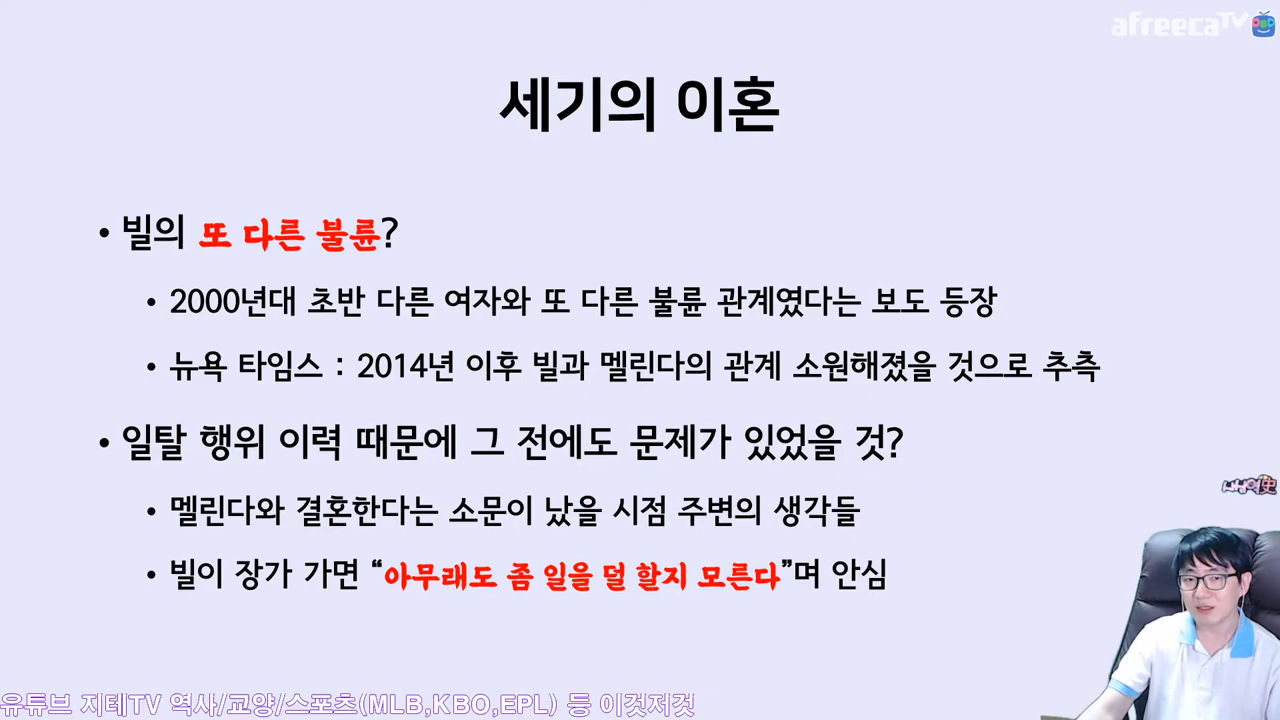 afreecaTV
세기의 이혼
• 빌의 또 다른 불륜?
• 2000년대 초반 다른 여자와 또 다른 불륜 관계였다는 보도 등장
• 뉴욕 타임스 : 2014년 이후 빌과 멜린다의 관계 소원해졌을 것으로 추측
• 일탈 행위 이력 때문에 그 전에도 문제가 있었을 것?
• 멜린다와 결혼한다는 소문이 났을 시점 주변의 생각들
• 빌이 장가 가면 “아무래도 좀 일을 덜 할지 모른다”며 안심
유튜브 지테TV 역사/교양/스포츠(MLB,KBO,EPL) 등 이것저것